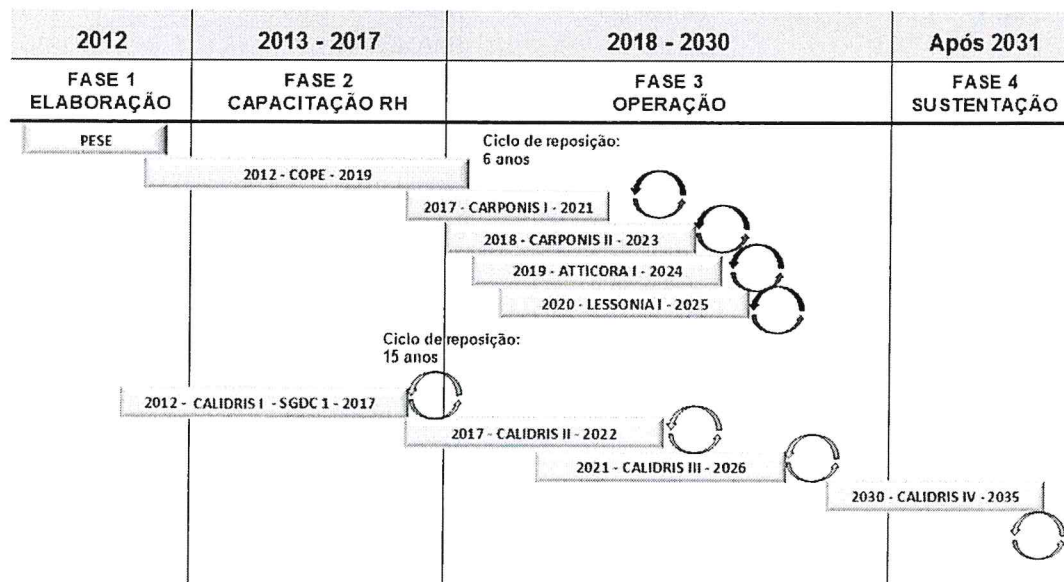 2012
2013 - 2017
2018 - 2030
Após 2031
FASE 1
ELABORAÇÃO
FASE 2
CAPACITAÇÃO RH
FASE 3
OPERAÇÃO
FASE 4
SUSTENTAÇÃO
PESE
Ciclo de reposição:
6 anos
2012 - COPE - 2019
2017 - CARPONIS I - 2021
2018 - CARPONIS II - 2023
2019 - ATTICORA I - 2024
2020 - LESSONIA I - 2025
Ciclo de reposição:
15 anos
2012 - CALIDRIS I - SGDC 1 - 2017
2017 - CALIDRIS II - 2022
2021 - CALIDRIS III - 2026
2030 - CALIDRIS IV - 2035